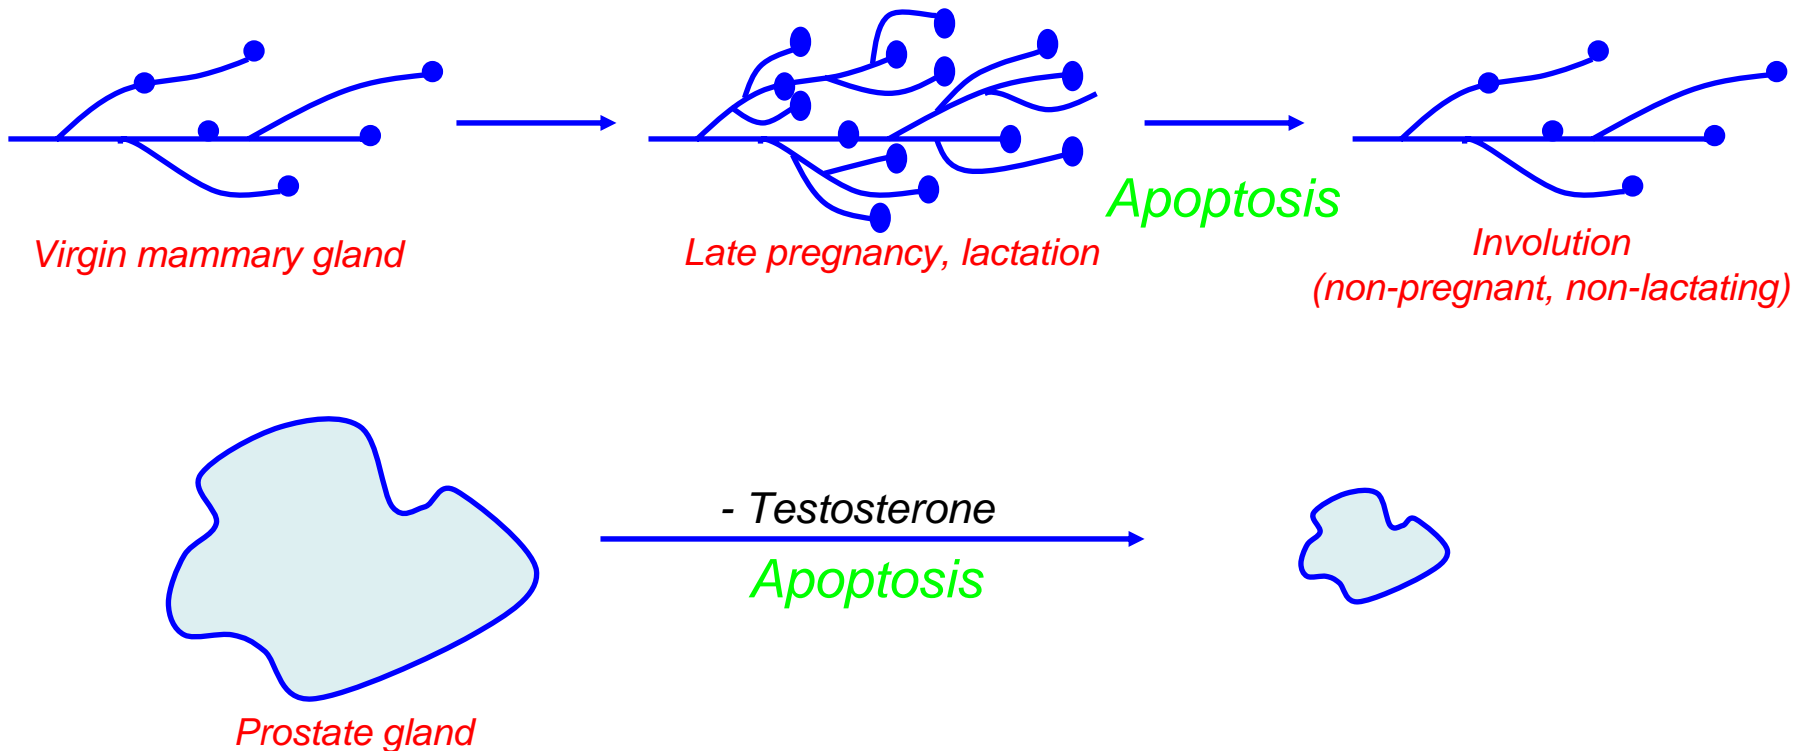 Virgin mammary gland
Late pregnancy, lactation
Apoptosis
Involution
(non-pregnant, non-lactating)
- Testosterone
Apoptosis
Prostate gland